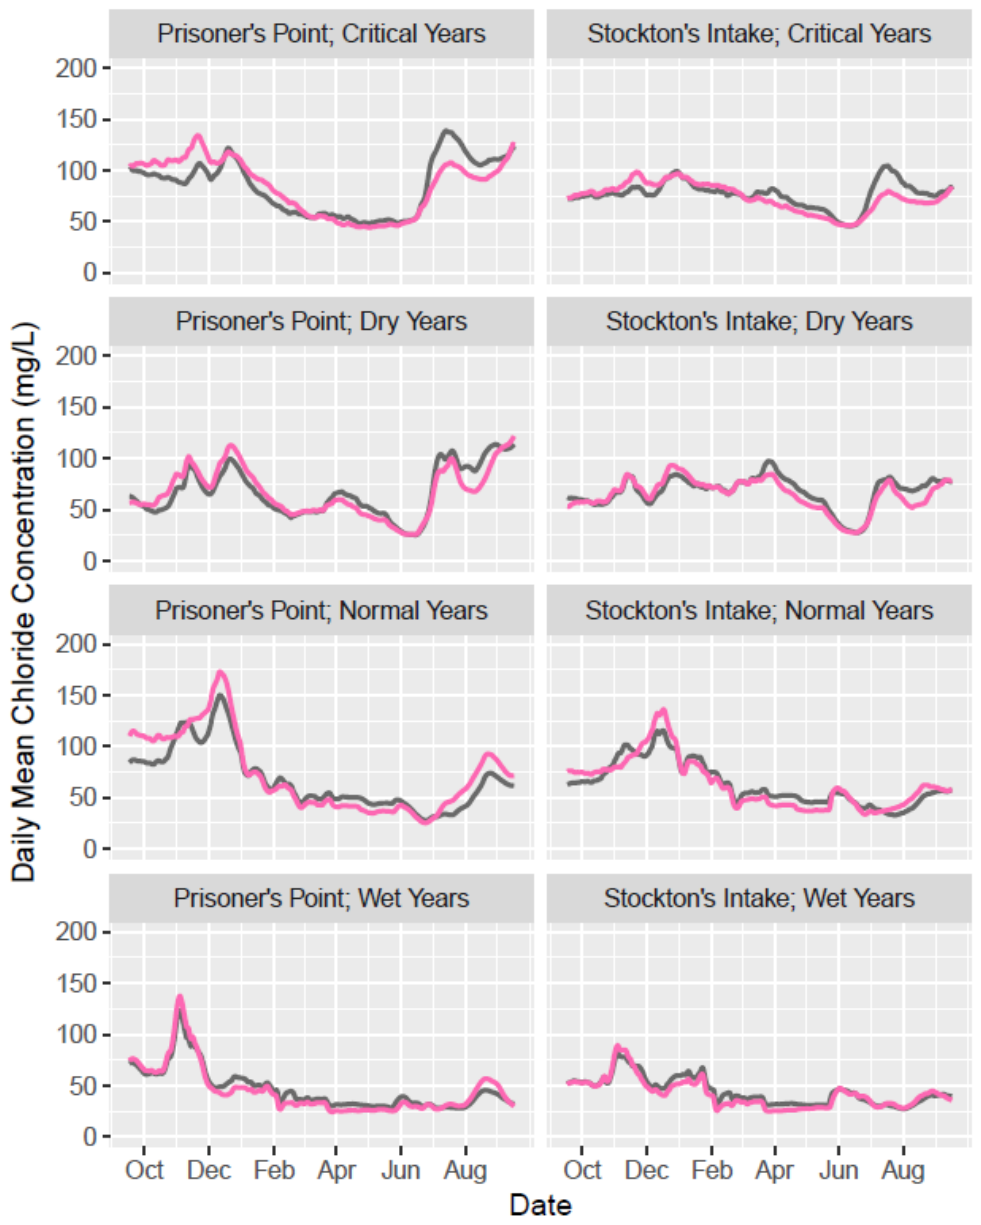 Prisoner's Point; Critical Years
Stockton's Intake; Critical Years
200
150
100
50
0
Prisoner's Point; Dry Years
Stockton's Intake; Dry Years
200
150
100
50
0
Prisoner's Point; Normal Years
Stockton's Intake; Normal Years
200
150
100
50
0
Prisoner's Point; Wet Years
Stockton's Intake; Wet Years
200
150
100
50
0
Daily Mean Chloride Concentration (mg/L)
Oct Dec Feb Apr Jun Aug
Oct Dec Feb Apr Jun Aug
Date